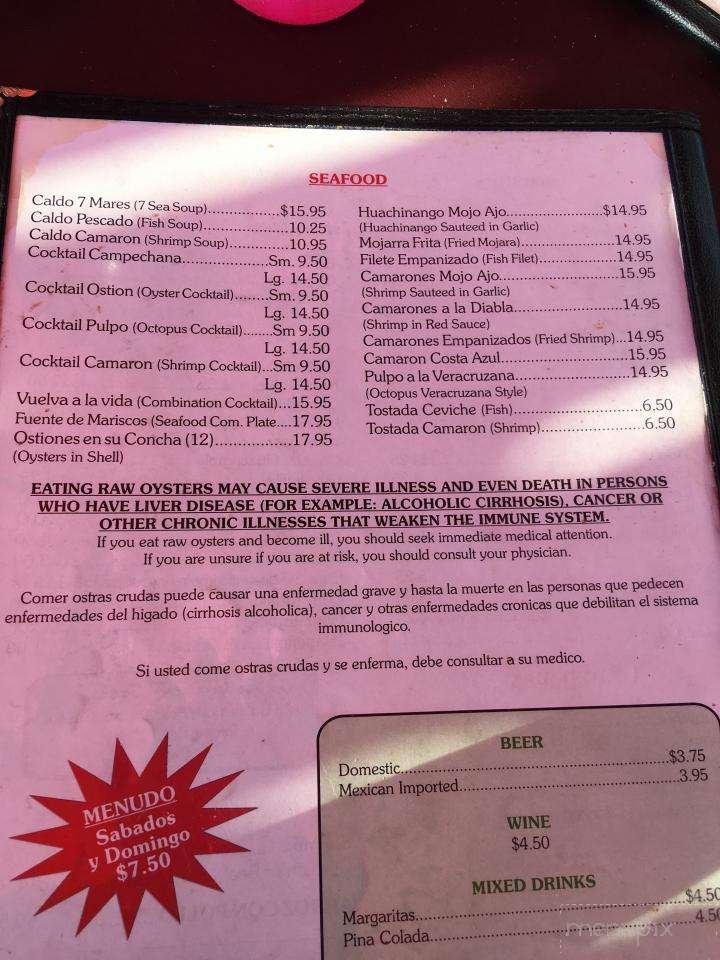 SEAFOOD
Caldo 7 Mares (7 Sea Soup)..................$15.95
Caldo Pescado (Fish Soup)....................10.25
Caldo Camaron (Shrimp Soup)...............10.95
Cocktail Campechana......................Sm. 9.50
Lg. 14.50
Cocktail Ostion (Oyster Cocktail)........Sm. 9.50
Lg. 14.50
Cocktail Pulpo (Octopus Cocktail)......Sm 9.50
Lg. 14.50
Cocktail Camaron (Shrimp Cocktail)...Sm 9.50
Lg. 14.50
Vuelva a la vida (Combination Cocktail)...15.95
Fuente de Mariscos (Seafood Com. Plate....17.95
Ostiones en su Concha (12)..................17.95
(Oysters in Shell)
Huachinango Mojo Ajo......................$14.95
(Huachinango Sauteed in Garlic)
Mojarra Frita (Fried Mojara).....................14.95
Filete Empanizado (Fish Filet)..................14.95
Camarones Mojo Ajo...........................15.95
(Shrimp Sauteed in Garlic)
Camarones a la Diabla.........................14.95
(Shrimp in Red Sauce)
Camarones Empanizados (Fried Shrimp)...14.95
Camaron Costa Azul............................15.95
Pulpo a la Veracruzana.........................14.95
(Octopus Veracruzana Style)
Tostada Ceviche (Fish)..........................6.50
Tostada Camaron (Shrimp).....................6.50
EATING RAW OYSTERS MAY CAUSE SEVERE ILLNESS AND EVEN DEATH IN PERSONS
WHO HAVE LIVER DISEASE (FOR EXAMPLE: ALCOHOLIC CIRRHOSIS), CANCER OR
OTHER CHRONIC ILLNESSES THAT WEAKEN THE IMMUNE SYSTEM.
If you eat raw oysters and become ill, you should seek immediate medical attention.
If you are unsure if you are at risk, you should consult your physician.
Comer ostras crudas puede causar una enfermedad grave y hasta la muerte en las personas que pedecen
enfermedades del higado (cirrhosis alcoholica), cancer y otras enfermedades cronicas que debilitan el sistema
immunologico.
Si usted come ostras crudas y se enferma, debe consultar a su medico.
MENUDO
Sabados
y Domingo
$7.50
BEER
Domestic......................................................$3.75
Mexican Imported............................................3.95
WINE
$4.50
MIXED DRINKS
Margaritas......................................................$4.50
Pina Colada.....................................................4.50
menupix